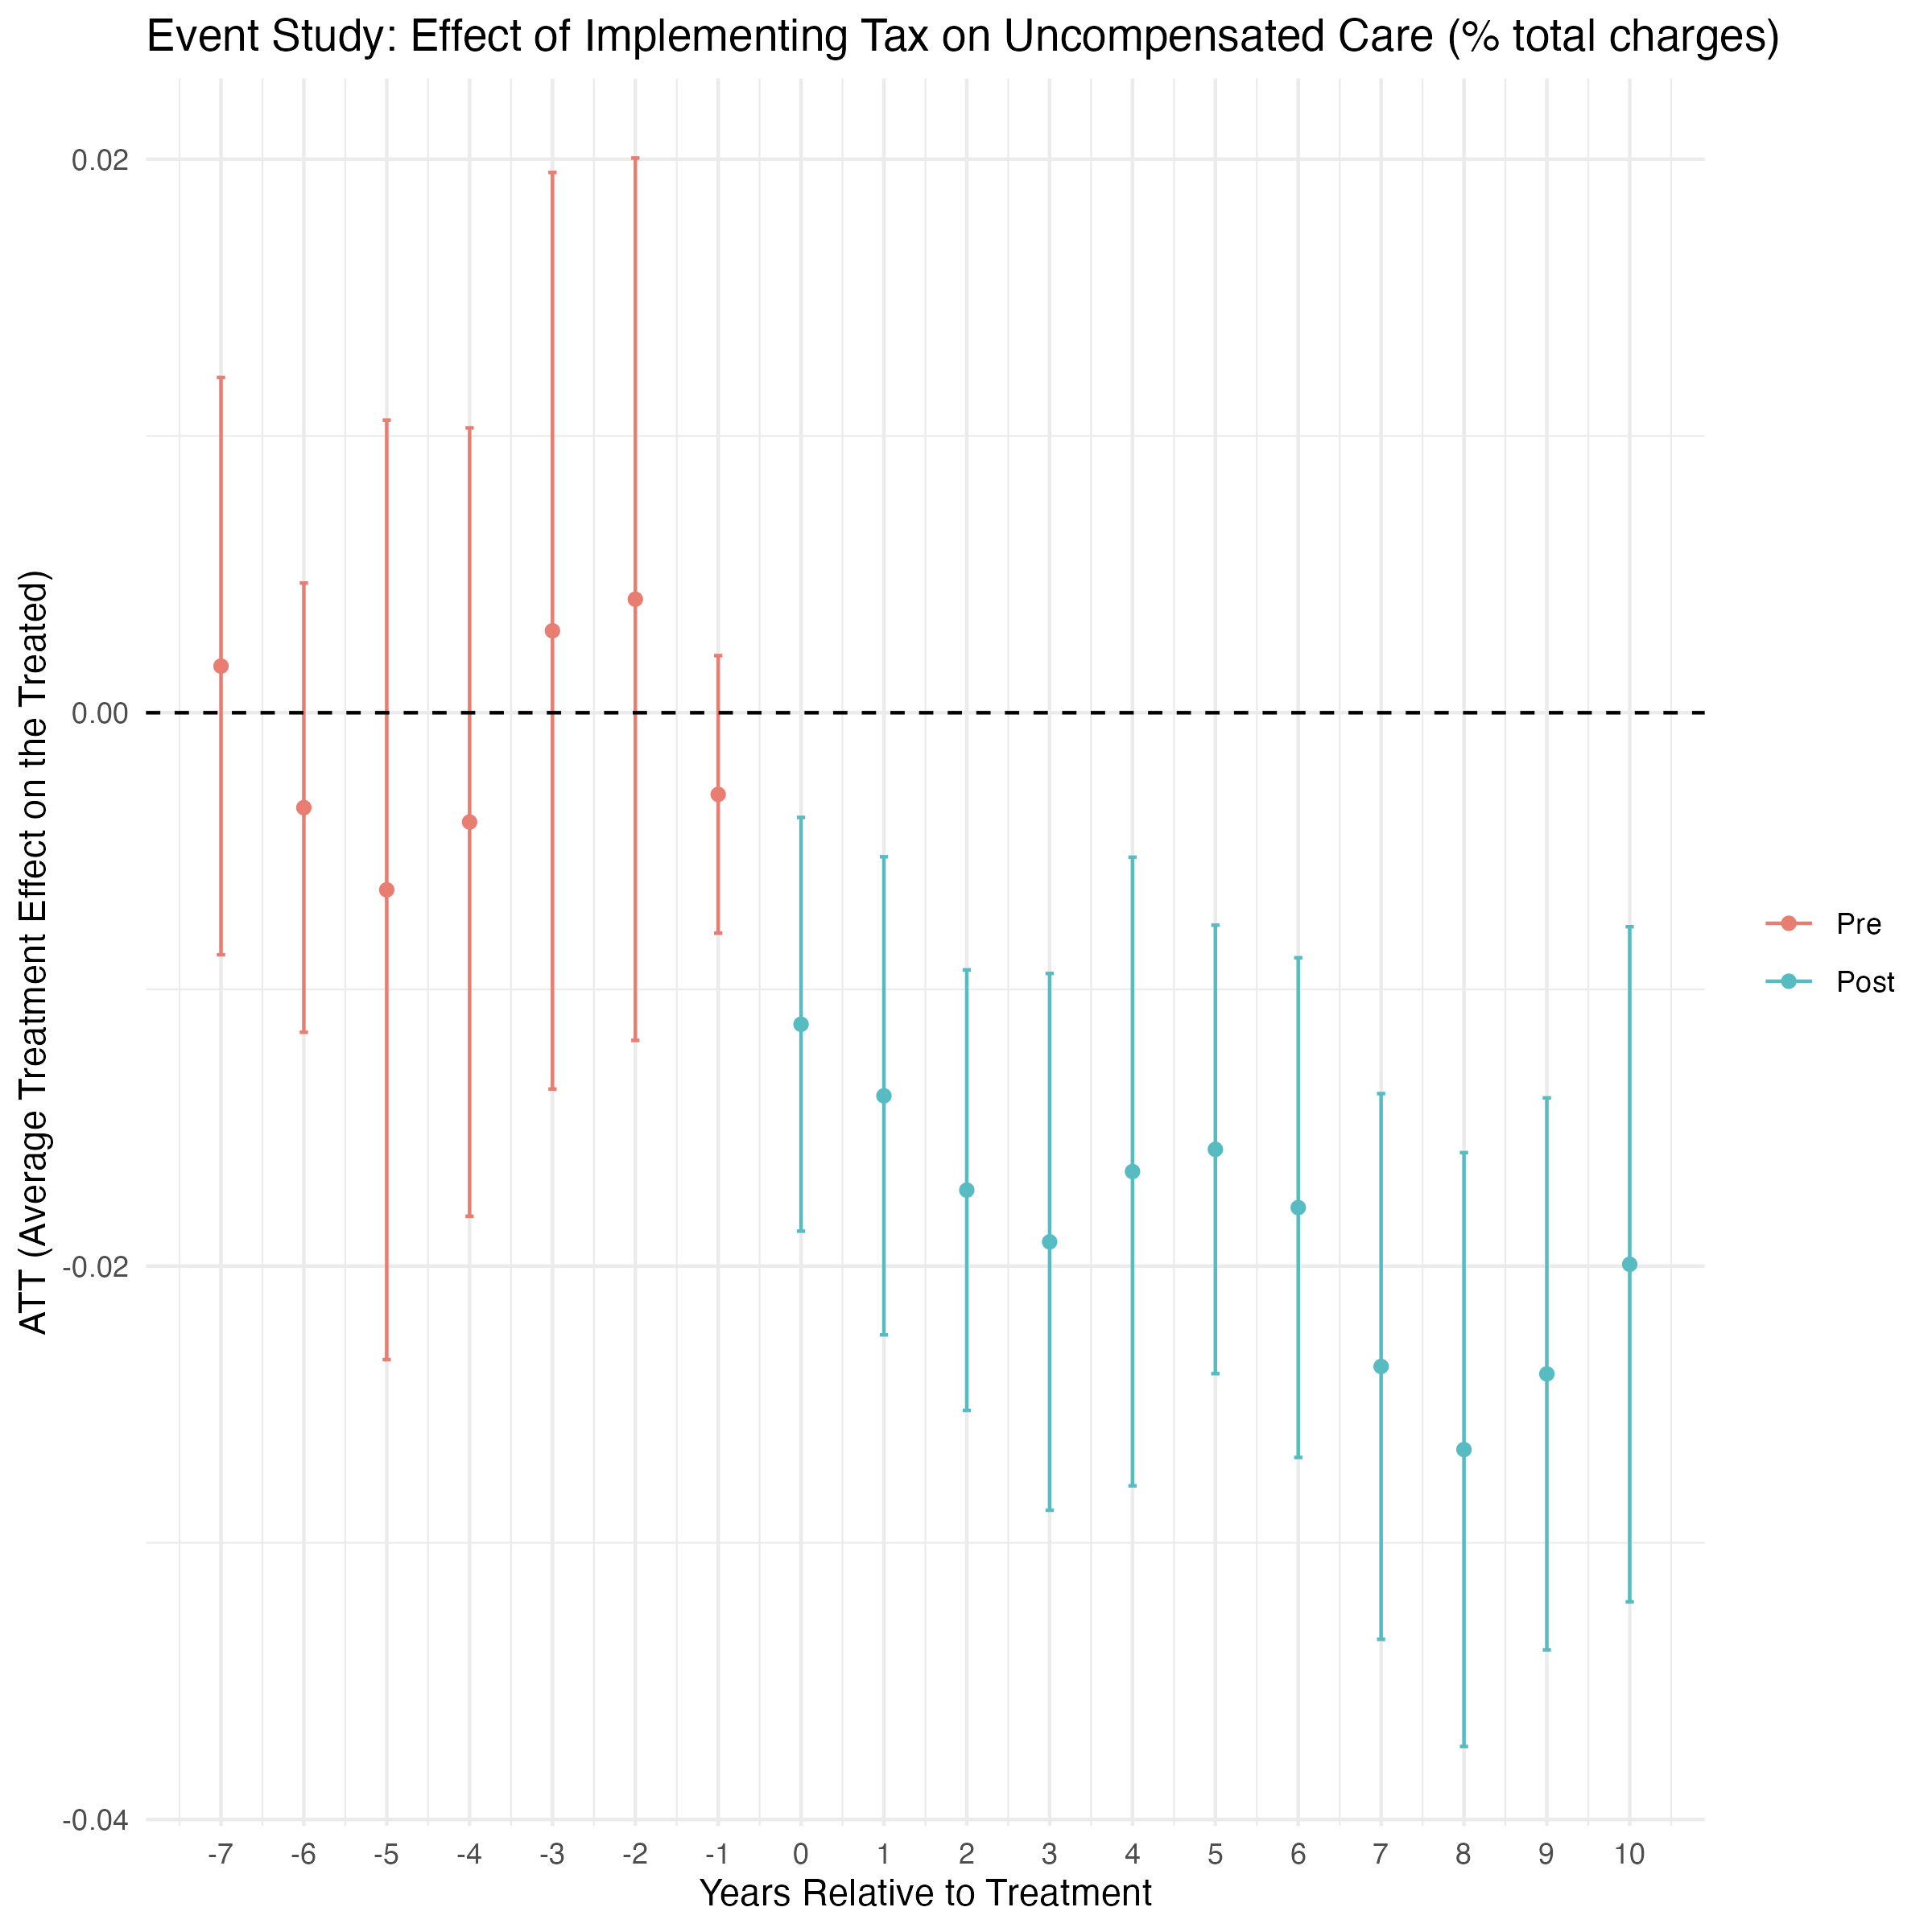 Event Study: Effect of Implementing Tax on Uncompensated Care (% total charges)
ATT (Average Treatment Effect on the Treated)
0.02
0.00
-0.02
-0.04
Pre
Post
-7 -6 -5 -4 -3 -2 -1 0 1 2 3 4 5 6 7 8 9 10
Years Relative to Treatment